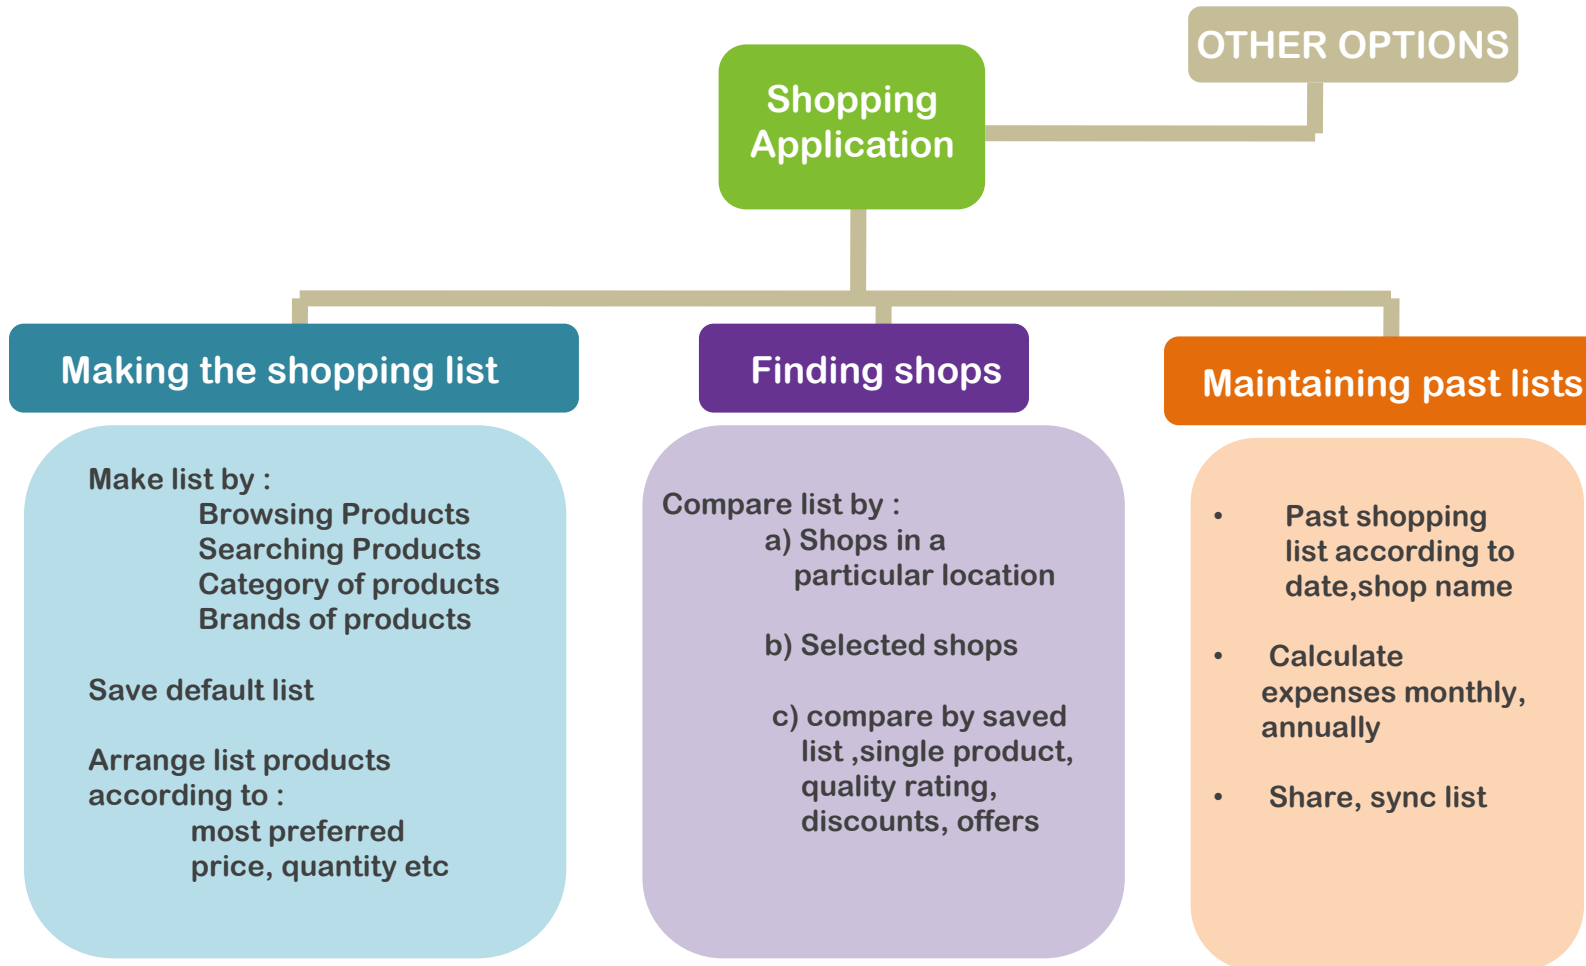 OTHER OPTIONS
Shopping
Application
Making the shopping list
Make list by :
Browsing Products
Searching Products
Category of products
Brands of products
Save default list
Arrange list products
according to :
most preferred
price, quantity etc
Finding shops
Compare list by :
a) Shops in a
particular location
b) Selected shops
c) compare by saved
list ,single product,
quality rating,
discounts, offers
Maintaining past lists
• Past shopping
list according to
date,shop name
• Calculate
expenses monthly,
annually
• Share, sync list